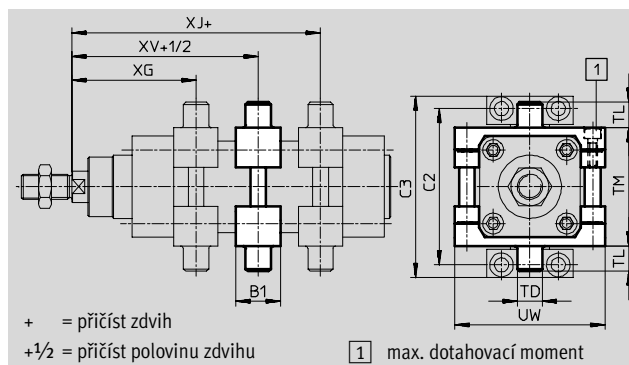 XJ+
XV+1/2
XG
1
TL
C3
C2
TM
TL
B1
TD
UW
+ = přičíst zdvih
+1/2 = přičíst polovinu zdvihu
1 max. dotahovací moment